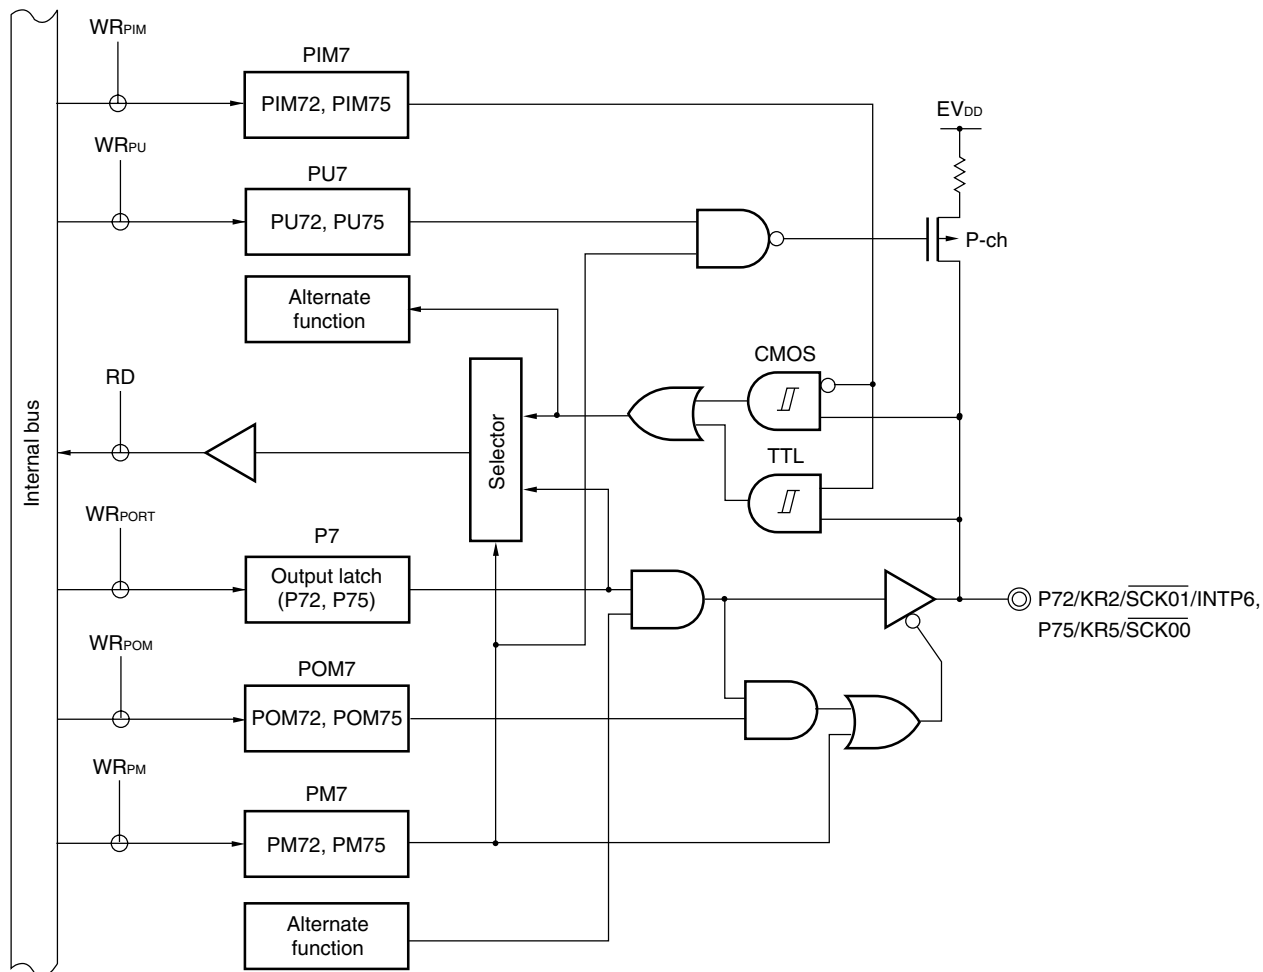 WRPIM
PIM7
PIM72, PIM75
EVDD
WRPU
PU7
PU72, PU75
P-ch
Alternate
function
CMOS
RD
Selector
TTL
Internal bus
WRPORT
P7
Output latch
(P72, P75)
P72/KR2/SCK01/INTP6,
P75/KR5/SCK00
WRPOM
POM7
POM72, POM75
WRPM
PM7
PM72, PM75
Alternate
function